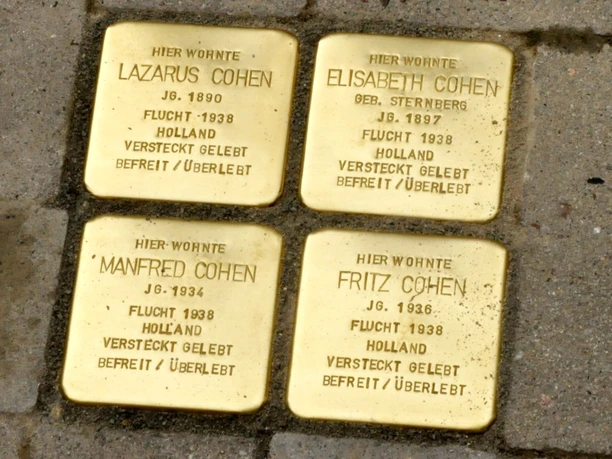 HIER WOHNTE
LAZARUS COHEN
JG. 1890
FLUCHT 1938
HOLLAND
VERSTECKT GELEBT
BEFREIT / ÜBERLEBT
HIER WOHNTE
ELISABETH COHEN
GEB. STERNBERG
JG. 1897
FLUCHT 1938
HOLLAND
VERSTECKT GELEBT
BEFREIT / ÜBERLEBT
HIER WOHNTE
MANFRED COHEN
JG. 1934
FLUCHT 1938
HOLLAND
VERSTECKT GELEBT
BEFREIT / ÜBERLEBT
HIER WOHNTE
FRITZ COHEN
JG. 1936
FLUCHT 1938
HOLLAND
VERSTECKT GELEBT
BEFREIT / ÜBERLEBT